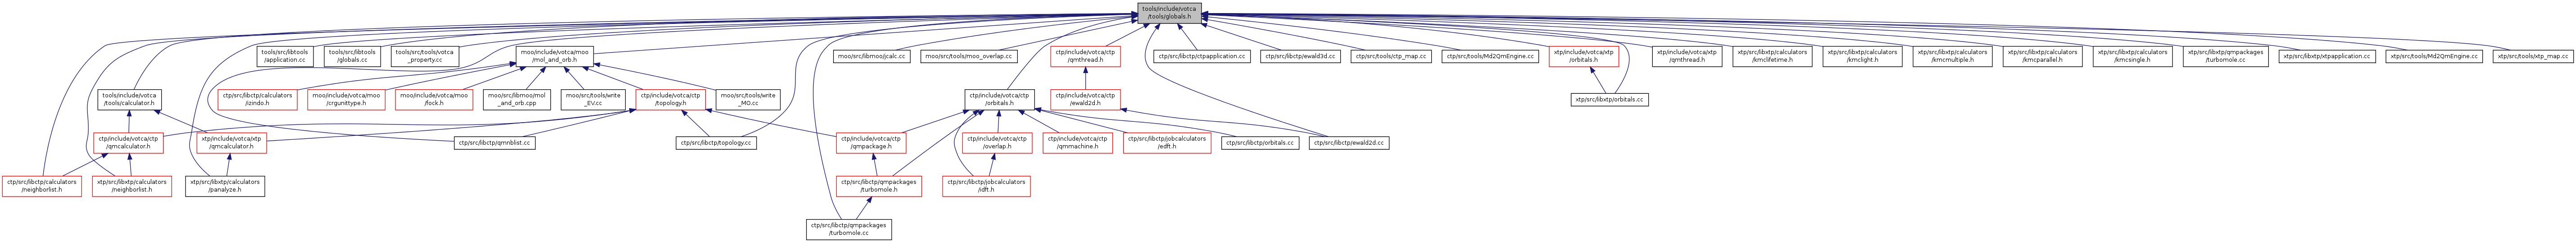 tools/include/votca
/tools/globals.h
tools/src/libtools
/application.cc
tools/src/libtools
/globals.cc
tools/src/tools/votca
_property.cc
moo/include/votca/moo
/mol_and_orb.h
moo/src/libmoo/jcalc.cc
moo/src/tools/moo_overlap.cc
ctp/include/votca/ctp
/qmthread.h
ctp/src/libctp/ctpapplication.cc
ctp/src/libctp/ewald3d.cc
ctp/src/tools/ctp_map.cc
ctp/src/tools/Md2QmEngine.cc
xtp/include/votca/xtp
/orbitals.h
xtp/include/votca/xtp
/qmthread.h
xtp/src/libxtp/calculators
/kmclifetime.h
xtp/src/libxtp/calculators
/kmclight.h
xtp/src/libxtp/calculators
/kmcmultiple.h
xtp/src/libxtp/calculators
/kmcparallel.h
xtp/src/libxtp/calculators
/kmcsingle.h
xtp/src/libxtp/qmpackages
/turbomole.cc
xtp/src/libxtp/xtpapplication.cc
xtp/src/tools/Md2QmEngine.cc
xtp/src/tools/xtp_map.cc
tools/include/votca
/tools/calculator.h
ctp/src/libctp/calculators
/izindo.h
moo/include/votca/moo
/crgunittype.h
moo/include/votca/moo
/fock.h
moo/src/libmoo/mol
_and_orb.cpp
moo/src/tools/write
_EV.cc
ctp/include/votca/ctp
/topology.h
moo/src/tools/write
_MO.cc
ctp/include/votca/ctp
/orbitals.h
ctp/include/votca/ctp
/ewald2d.h
xtp/src/libxtp/orbitals.cc
ctp/include/votca/ctp
/qmcalculator.h
xtp/include/votca/xtp
/qmcalculator.h
ctp/src/libctp/qmnblist.cc
ctp/src/libctp/topology.cc
ctp/include/votca/ctp
/qmpackage.h
ctp/include/votca/ctp
/overlap.h
ctp/include/votca/ctp
/qmmachine.h
ctp/src/libctp/jobcalculators
/edft.h
ctp/src/libctp/orbitals.cc
ctp/src/libctp/ewald2d.cc
ctp/src/libctp/calculators
/neighborlist.h
xtp/src/libxtp/calculators
/neighborlist.h
xtp/src/libxtp/calculators
/panalyze.h
ctp/src/libctp/qmpackages
/turbomole.h
ctp/src/libctp/jobcalculators
/idft.h
ctp/src/libctp/qmpackages
/turbomole.cc